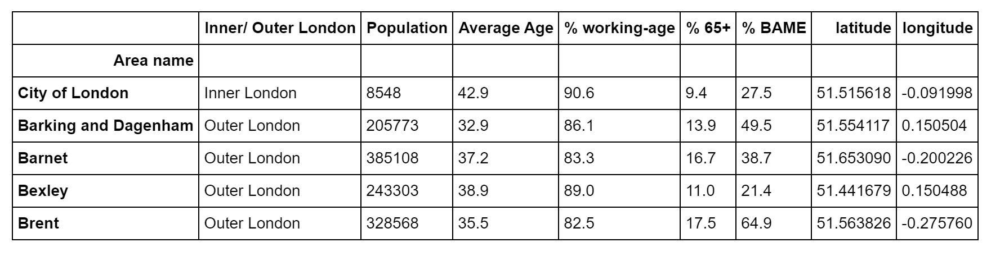 Inner/ Outer London Population Average Age % working-age % 65+ % BAME latitude longitude
Area name
City of London Inner London 8548 42.9 90.6 9.4 27.5 51.515618 -0.091998
Barking and Dagenham Outer London 205773 32.9 86.1 13.9 49.5 51.554117 0.150504
Barnet Outer London 385108 37.2 83.3 16.7 38.7 51.653090 -0.200226
Bexley Outer London 243303 38.9 89.0 11.0 21.4 51.441679 0.150488
Brent Outer London 328568 35.5 82.5 17.5 64.9 51.563826 -0.275760